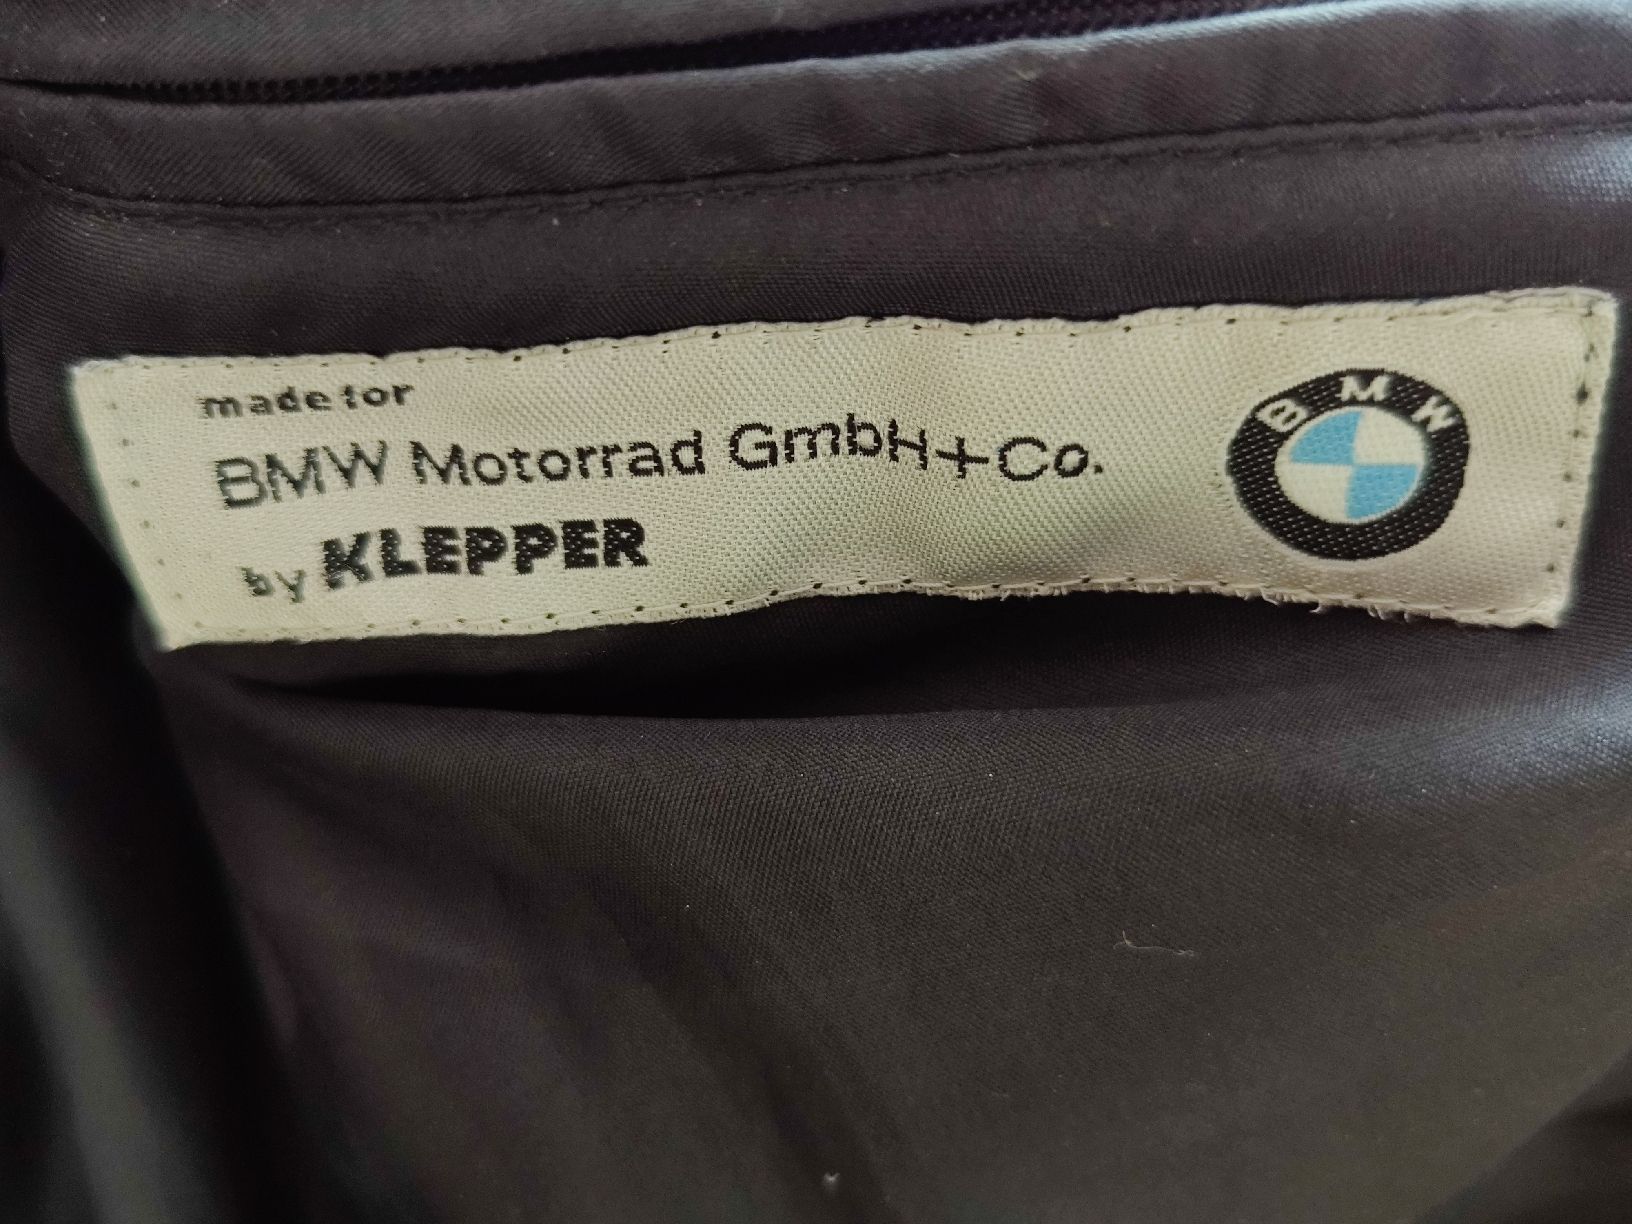 made for
BMW Motorrad GmbH+Co.
by KLEPPER
BMW